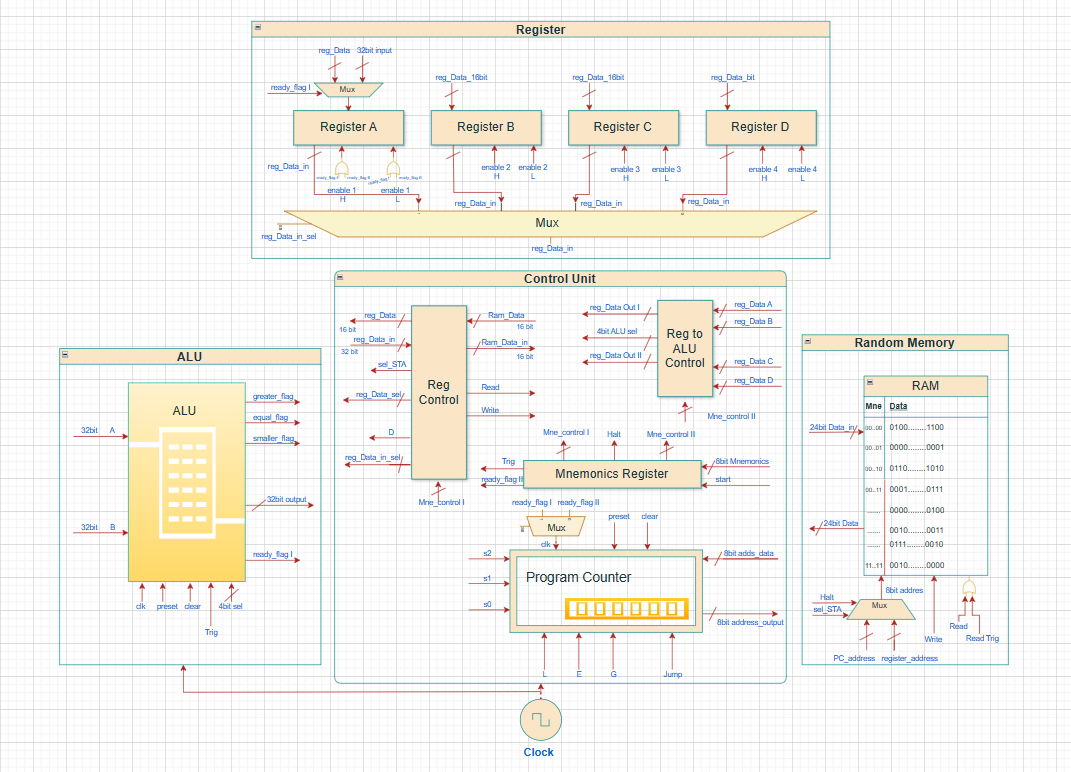 Register
reg_Data 32bit input
ready_flag I
Mux
reg_Data_16bit
reg_Data_16bit
reg_Data_bit
Register A
Register B
Register C
Register D
reg_Data_in
enable 1
H
enable 1
L
enable 2
H
enable 2
L
enable 3
H
enable 3
L
enable 4
H
enable 4
L
reg_Data_in
reg_Data_in
reg_Data_in
Mux
reg_Data_in_sel
reg_Data_in
Control Unit
reg_Data
16 bit
reg_Data_in
32 bit
sel_STA
reg_Data_sel
D
reg_Data_in_sel
Reg
Control
Ram_Data
16 bit
Ram_Data_in
16 bit
Read
Write
Mne_control I
reg_Data Out I
4bit ALU sel
reg_Data Out II
Reg to
ALU
Control
reg_Data A
reg_Data B
reg_Data C
reg_Data D
Mne_control II
Mne_control I
Halt
Mne_control II
Trig
ready_flag II
Mnemonics Register
8bit Mnemonics
start
ready_flag I ready_flag II
Mux
clk
preset
clear
s2
s1
s0
Program Counter
8bit adds_data
8bit address_output
L
E
G
Jump
Clock
ALU
ALU
32bit A
32bit B
greater_flag
equal_flag
smaller_flag
32bit output
ready_flag I
clk
preset
clear
Trig
4bit sel
Random Memory
RAM
Mne Data
00..00 0100........1100
00..01 0000........0001
00..10 0110........1010
00..11 0001........0111
....... 0000........0100
....... 0010........0011
....... 0111........0010
11..11 0010........0000
24bit Data_in
24bit Data
8bit addres
Halt
sel_STA
Mux
PC_address
register_address
Write
Read
Read Trig